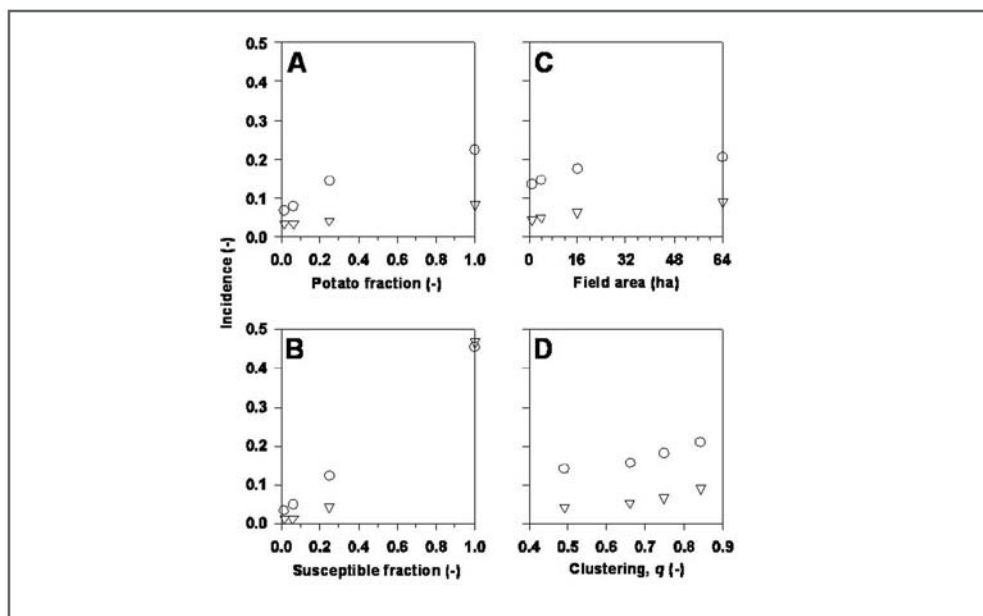 A
0.5
0.4
0.3
0.2
0.1
0.0
0.0 0.2 0.4 0.6 0.8 1.0
Potato fraction (-)
C
0 16 32 48 64
Field area (ha)
Incidence (-)
B
0.5
0.4
0.3
0.2
0.1
0.0
0.0 0.2 0.4 0.6 0.8 1.0
Susceptible fraction (-)
D
0.4 0.5 0.6 0.7 0.8 0.9
Clustering, q (-)